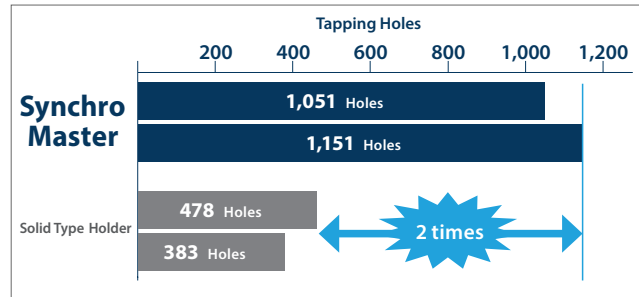 Tapping Holes
200 400 600 800 1,000 1,200
Synchro
Master
1,051 Holes
1,151 Holes
Solid Type Holder
478 Holes
383 Holes
2 times